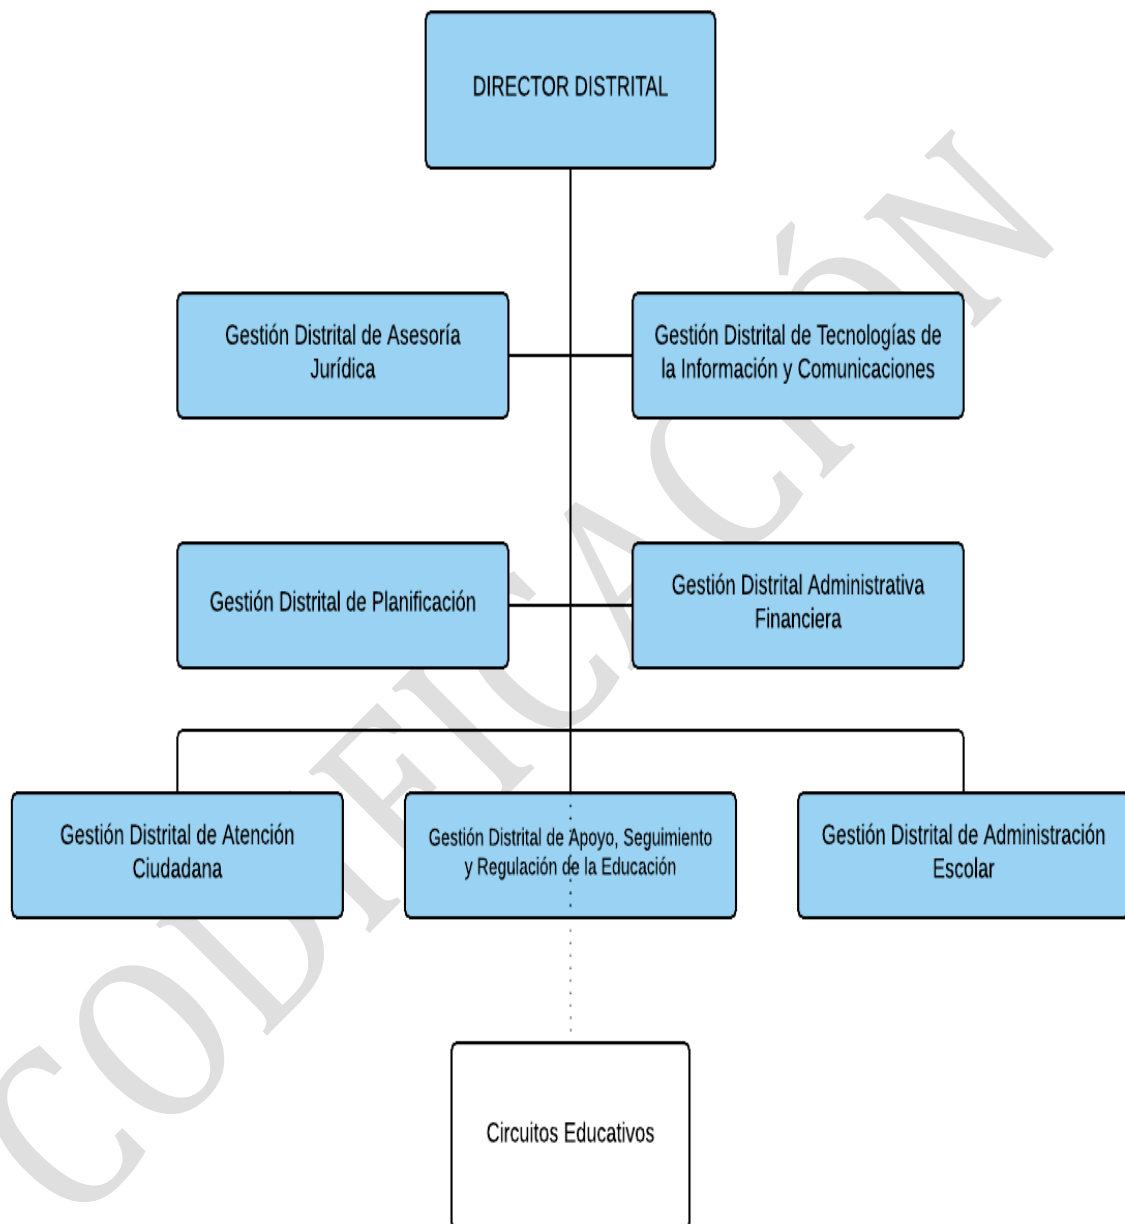 DIRECTOR DISTRITAL
Gestión Distrital de Asesoría
Jurídica
Gestión Distrital de Tecnologías de
la Información y Comunicaciones
Gestión Distrital de Planificación
Gestión Distrital Administrativa
Financiera
Gestión Distrital de Atención
Ciudadana
Gestión Distrital de Apoyo, Seguimiento
y Regulación de la Educación
Gestión Distrital de Administración
Escolar
Circuitos Educativos
CODIFICACIÓN